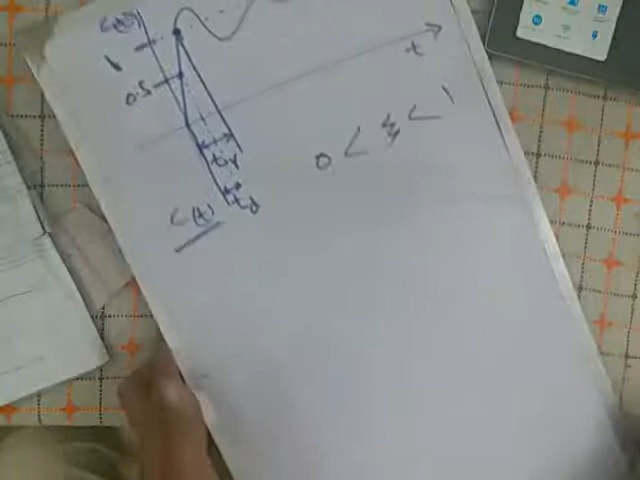 c(t)
1
0.5
t
0 < ξ < 1
tr
td
c(t)